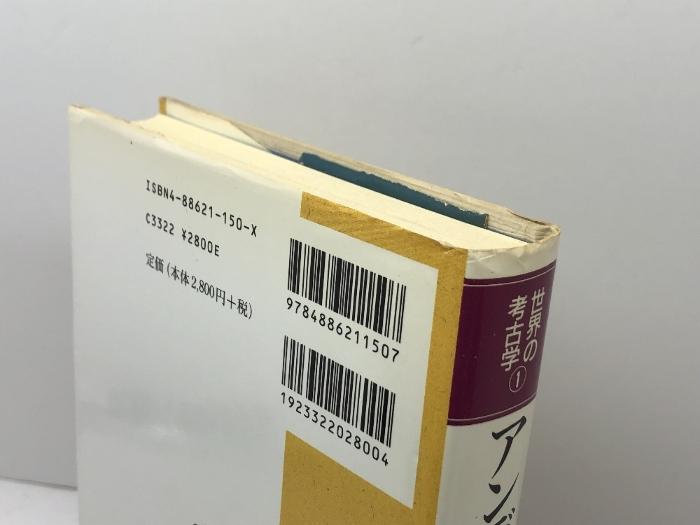 ISBN4-88621-150-X
C3322 ¥2800E
定価(本体2,800円+税)
9784886211507
1923322028004
世界の
考古学①
アンデ